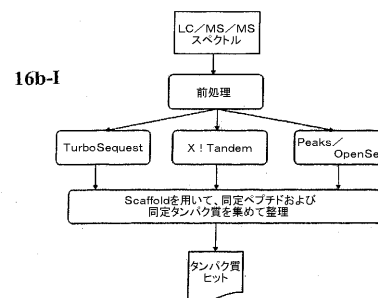 LC/MS/MS
スペクトル
16b-I
前処理
TurboSequest
X!Tandem
Peaks/
OpenSe
Scaffoldを用いて、同定ペプチドおよび
同定タンパク質を集めて整理
タンパク質
ヒット